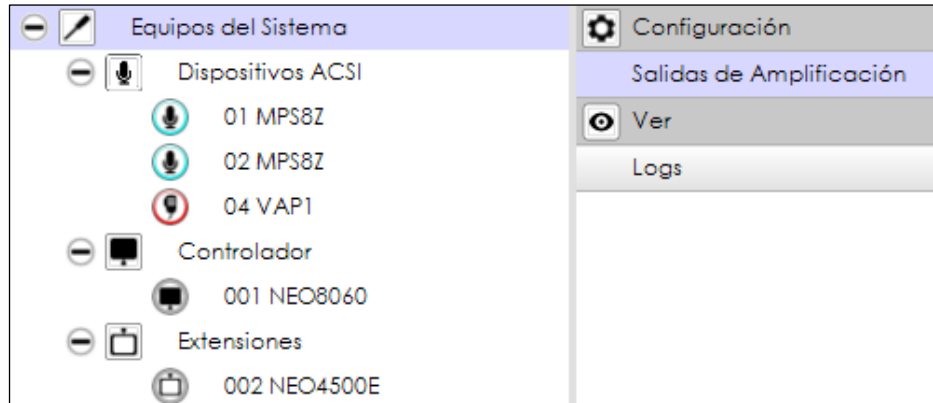 Equipos del Sistema
Dispositivos ACSI
01 MPS8Z
02 MPS8Z
04 VAP1
Controlador
001 NEO8060
Extensiones
002 NEO4500E
Configuración
Salidas de Amplificación
Ver
Logs